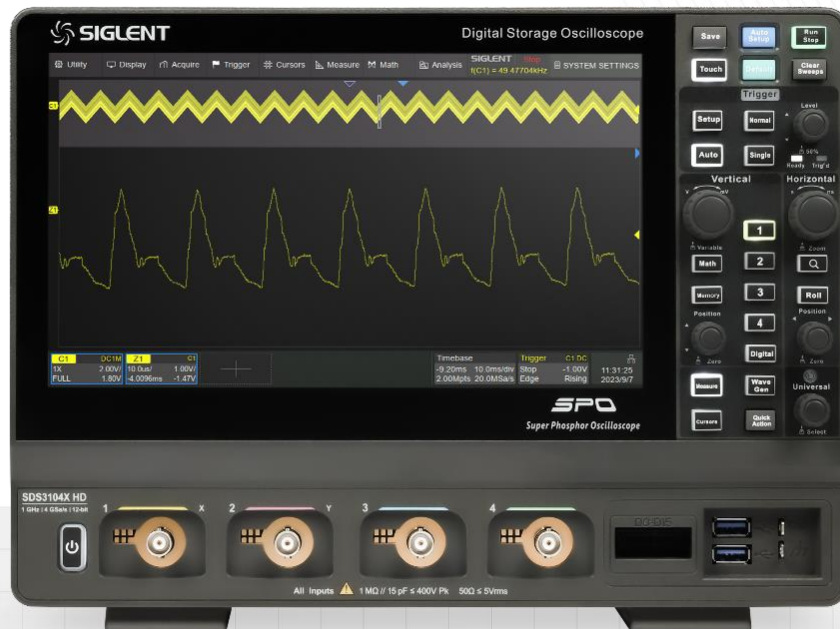 SIGLENT
Digital Storage Oscilloscope
Utility Display Acquire Trigger Cursors Measure Math Analysis
SIGLENT Stop
f(C1) = 49.47704kHz
SYSTEM SETTINGS
C1
Z1
C1 DC1M
1X 2.00V/
FULL 1.80V
Z1 C1
10.0us/ 1.00V/
-4.0096ms -1.47V
Timebase
-9.20ms 10.0ms/div
2.00Mpts 20.0MSa/s
Trigger C1 DC
Stop -1.00V
Edge Rising
11:31:25
2023/9/7
SPO
Super Phosphor Oscilloscope
Save
Auto Setup
Run Stop
Touch
Default
Clear Sweeps
Trigger
Setup
Normal
Level
Auto
Single
50%
Ready Trig'd
Vertical
Horizontal
V mV
s ns
Variable
1
Zoom
Math
2
Memory
3
Roll
Position
4
Position
Zero
Digital
Zero
Measure
Wave Gen
Universal
Cursors
Quick Action
Select
SDS3104X HD
1 GHz | 4 GSa/s | 12-bit
1 X
2 Y
3
4
All Inputs 1 MΩ // 15 pF ≤ 400V Pk 50Ω ≤ 5Vrms